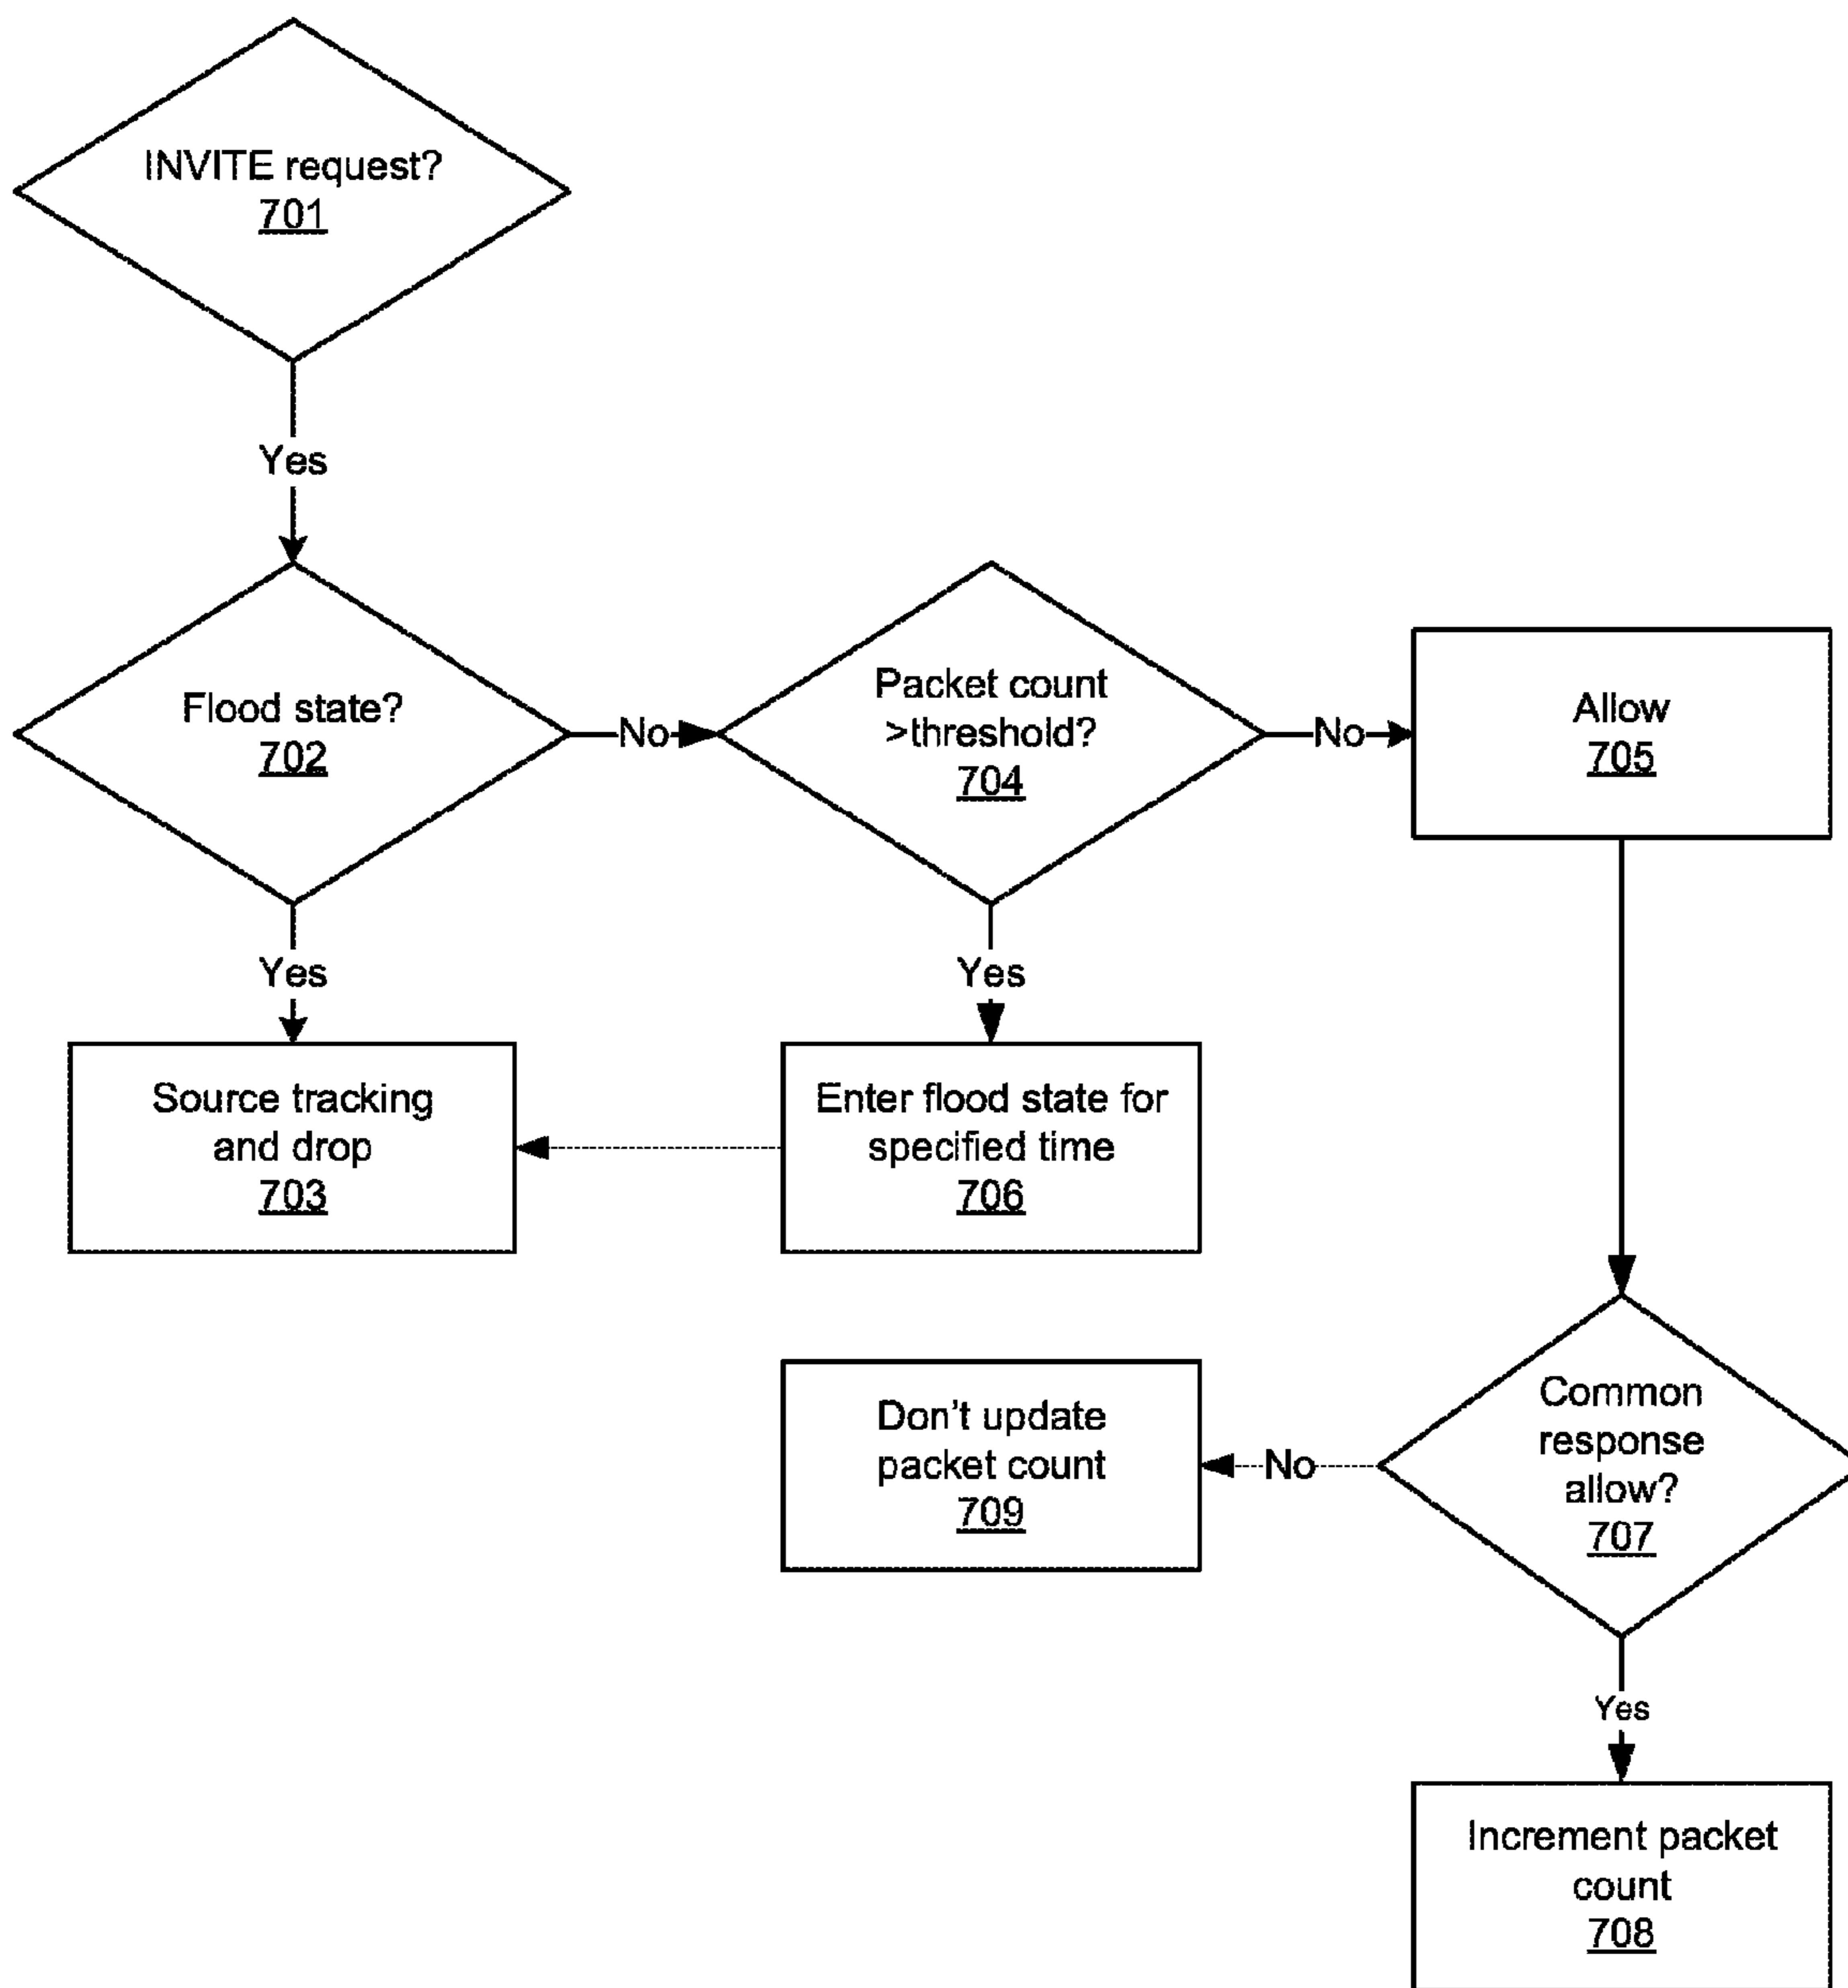 INVITE request?
701
Yes
Flood state?
702
No
Packet count
>threshold?
704
No
Allow
705
Yes
Yes
Source tracking
and drop
703
Enter flood state for
specified time
706
Don't update
packet count
709
No
Common
response
allow?
707
Yes
Increment packet
count
708